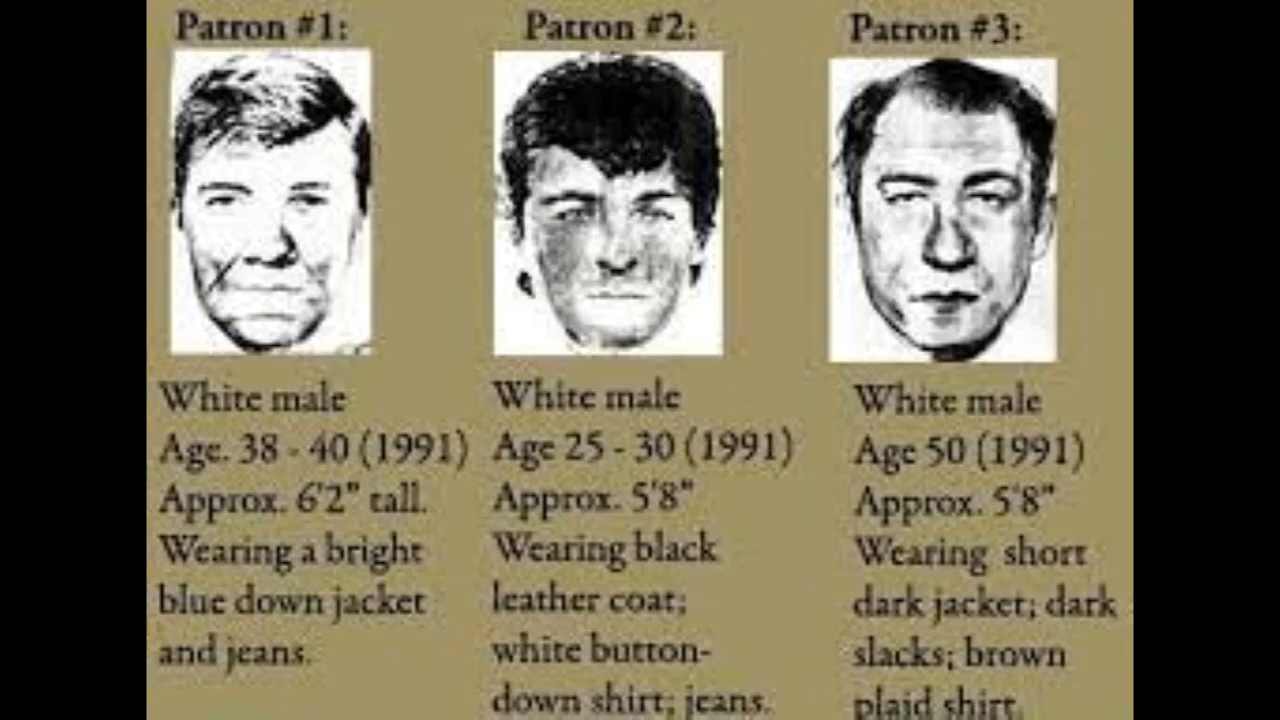 Patron #1:
White male
Age. 38 - 40 (1991)
Approx. 6'2" tall.
Wearing a bright
blue down jacket
and jeans.
Patron #2:
White male
Age 25 - 30 (1991)
Approx. 5'8"
Wearing black
leather coat;
white button-
down shirt; jeans.
Patron #3:
White male
Age 50 (1991)
Approx. 5'8"
Wearing short
dark jacket; dark
slacks; brown
plaid shirt.